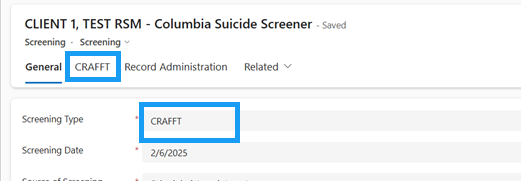 CLIENT 1, TEST RSM - Columbia Suicide Screener - Saved
Screening · Screening
General CRAFFT Record Administration Related
Screening Type * CRAFFT
Screening Date * 2/6/2025